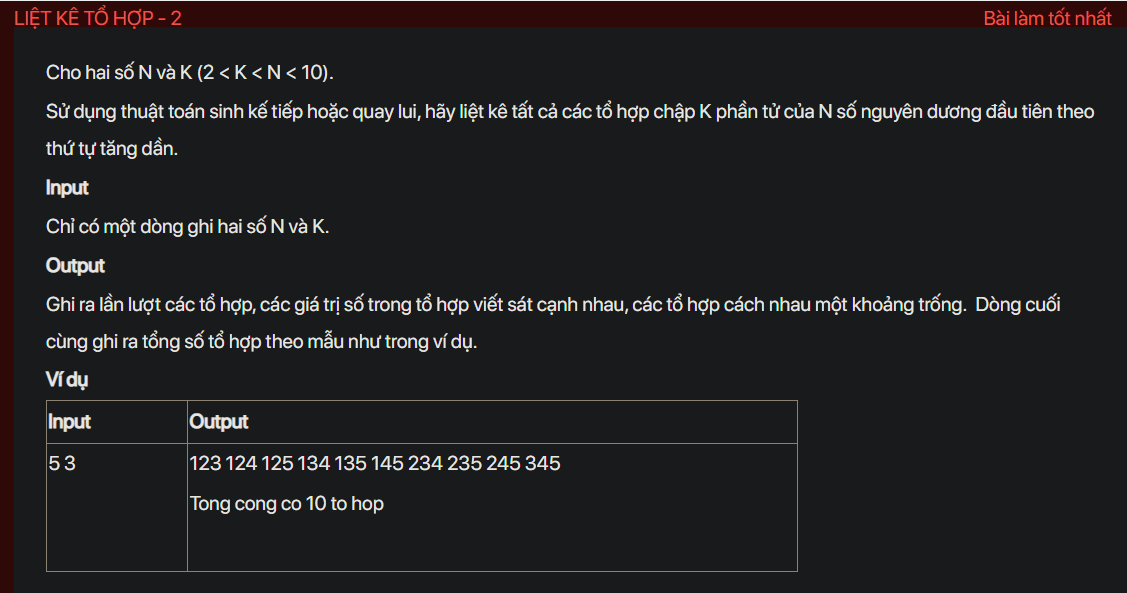 LIỆT KÊ TỔ HỢP - 2
Bài làm tốt nhất
Cho hai số N và K (2 < K < N < 10).
Sử dụng thuật toán sinh kế tiếp hoặc quay lui, hãy liệt kê tất cả các tổ hợp chập K phần tử của N số nguyên dương đầu tiên theo
thứ tự tăng dần.
Input
Chỉ có một dòng ghi hai số N và K.
Output
Ghi ra lần lượt các tổ hợp, các giá trị số trong tổ hợp viết sát cạnh nhau, các tổ hợp cách nhau một khoảng trống. Dòng cuối
cùng ghi ra tổng số tổ hợp theo mẫu như trong ví dụ.
Ví dụ
Input Output
5 3 123 124 125 134 135 145 234 235 245 345
Tong cong co 10 to hop